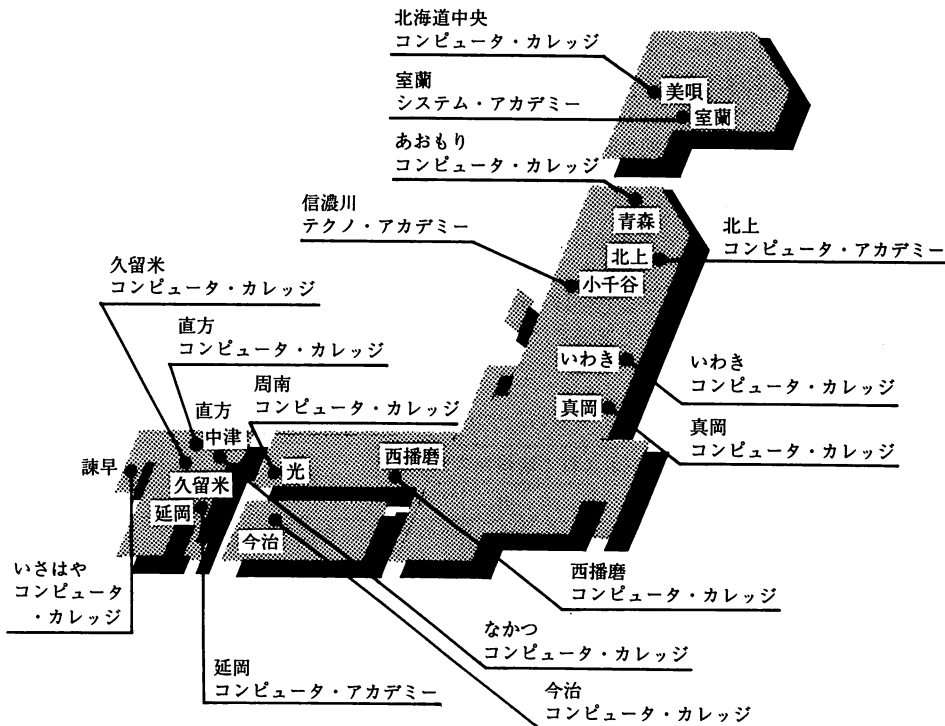 北海道中央
コンピュータ・カレッジ
室蘭
システム・アカデミー
あおもり
コンピュータ・カレッジ
信濃川
テクノ・アカデミー
北上
コンピュータ・アカデミー
久留米
コンピュータ・カレッジ
直方
コンピュータ・カレッジ
周南
コンピュータ・カレッジ
いわき
コンピュータ・カレッジ
真岡
コンピュータ・カレッジ
美唄
室蘭
青森
北上
小千谷
いわき
真岡
直方
中津
諫早
久留米
光
西播磨
延岡
今治
いさはや
コンピュータ
・カレッジ
西播磨
コンピュータ・カレッジ
なかつ
コンピュータ・カレッジ
延岡
コンピュータ・アカデミー
今治
コンピュータ・カレッジ